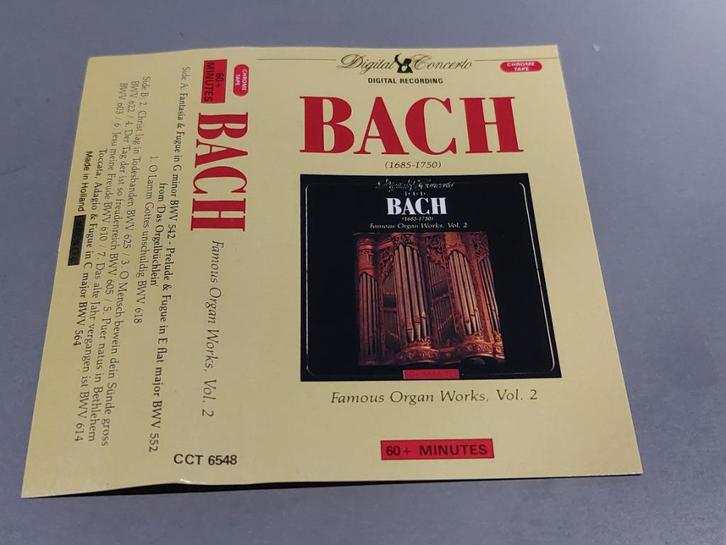 Digital Concerto
DIGITAL RECORDING
CHROME
TAPE
BACH
(1685-1750)
Digital Concerto
DDD
BACH
(1685-1750)
Famous Organ Works, Vol. 2
60+ MINUTES
Famous Organ Works, Vol. 2
60+ MINUTES
CHROME
TAPE
60+
MINUTES
BACH
Famous Organ Works, Vol. 2
CCT 6548
Side A: Fantasia & Fugue in G minor BWV 542 - Prelude & Fugue in E flat major BWV 552
from 'Das Orgelbüchlein'
1. O Lamm Gottes unschuldig BWV 618
Side B: 2. Christ lag in Todesbanden BWV 625 / 3. O Mensch bewein dein Sünde gross
BWV 622 / 4. Der Tag der ist so freudenreich BWV 605 / 5. Puer natus in Bethlehem
BWV 603 / 6. Jesu meine Freude BWV 610 / 7. Das alte Jahr vergangen ist BWV 614
Toccata, Adagio & Fugue in C major BWV 564
Made in Holland